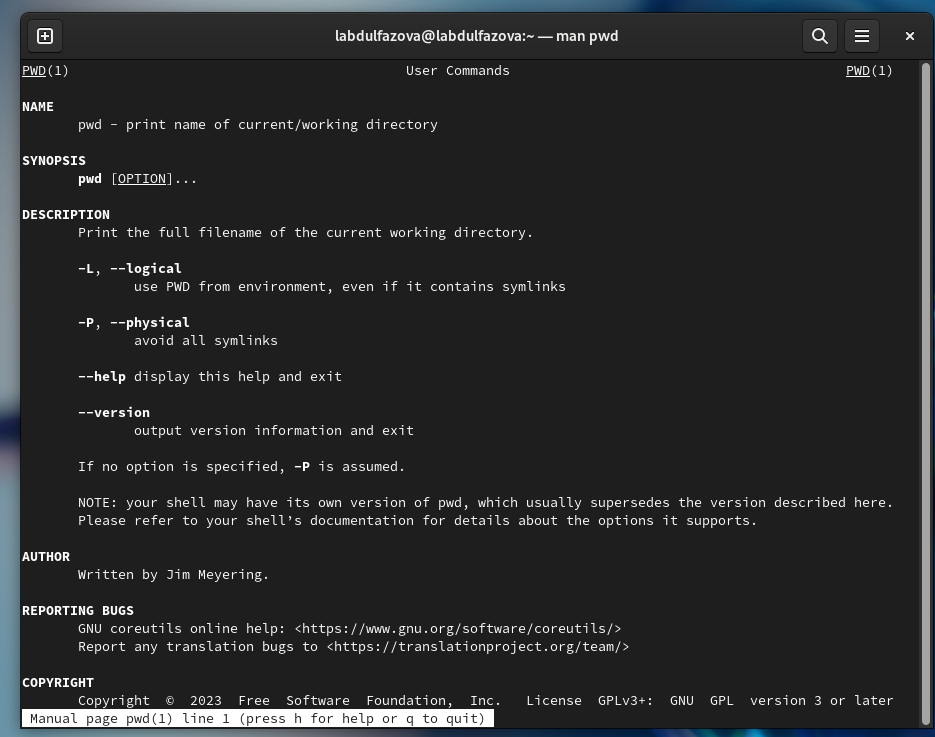 labdulfazova@labdulfazova:~ — man pwd
PWD(1) User Commands PWD(1)
NAME
pwd - print name of current/working directory
SYNOPSIS
pwd [OPTION]...
DESCRIPTION
Print the full filename of the current working directory.
-L, --logical
use PWD from environment, even if it contains symlinks
-P, --physical
avoid all symlinks
--help display this help and exit
--version
output version information and exit
If no option is specified, -P is assumed.
NOTE: your shell may have its own version of pwd, which usually supersedes the version described here.
Please refer to your shell’s documentation for details about the options it supports.
AUTHOR
Written by Jim Meyering.
REPORTING BUGS
GNU coreutils online help: <https://www.gnu.org/software/coreutils/>
Report any translation bugs to <https://translationproject.org/team/>
COPYRIGHT
Copyright © 2023 Free Software Foundation, Inc. License GPLv3+: GNU GPL version 3 or later
Manual page pwd(1) line 1 (press h for help or q to quit)